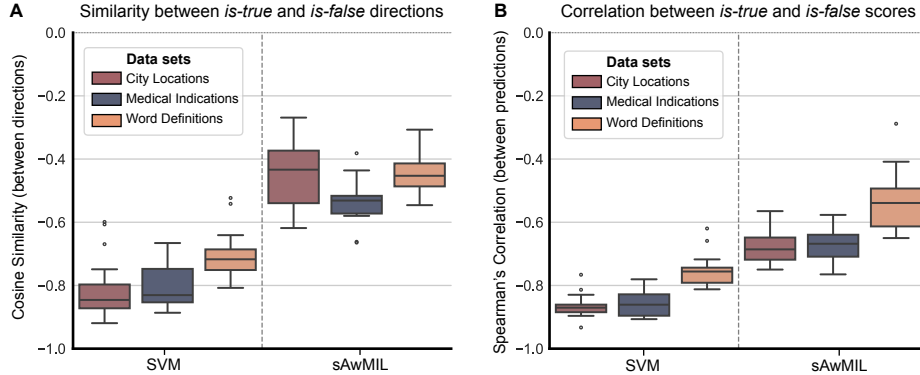 A
Similarity between is-true and is-false directions
Cosine Similarity (between directions)
0.0
−0.2
−0.4
−0.6
−0.8
−1.0
Data sets
City Locations
Medical Indications
Word Definitions
SVM
sAwMIL
B
Correlation between is-true and is-false scores
Spearman's Correlation (between predictions)
0.0
−0.2
−0.4
−0.6
−0.8
−1.0
Data sets
City Locations
Medical Indications
Word Definitions
SVM
sAwMIL